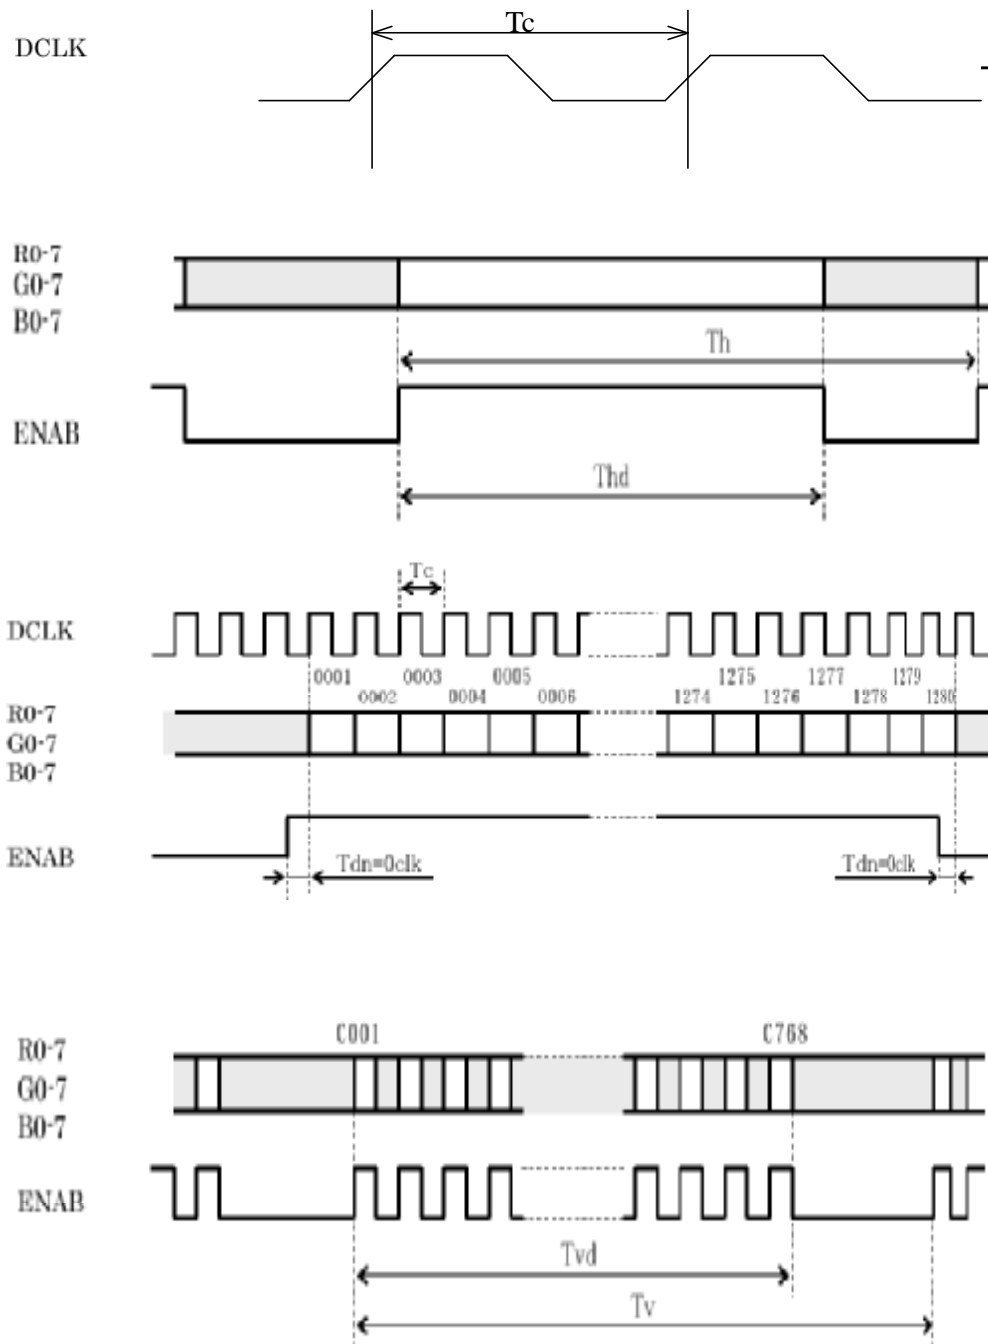 Tc
DCLK
R0-7
G0-7
B0-7
Th
ENAB
Thd
Tc
DCLK
0001 0003 0005 1275 1277 1279
0002 0004 0006 1274 1276 1278 1280
R0-7
G0-7
B0-7
ENAB
Tdn=0clk Tdn=0clk
C001 C768
R0-7
G0-7
B0-7
ENAB
Tvd
Tv